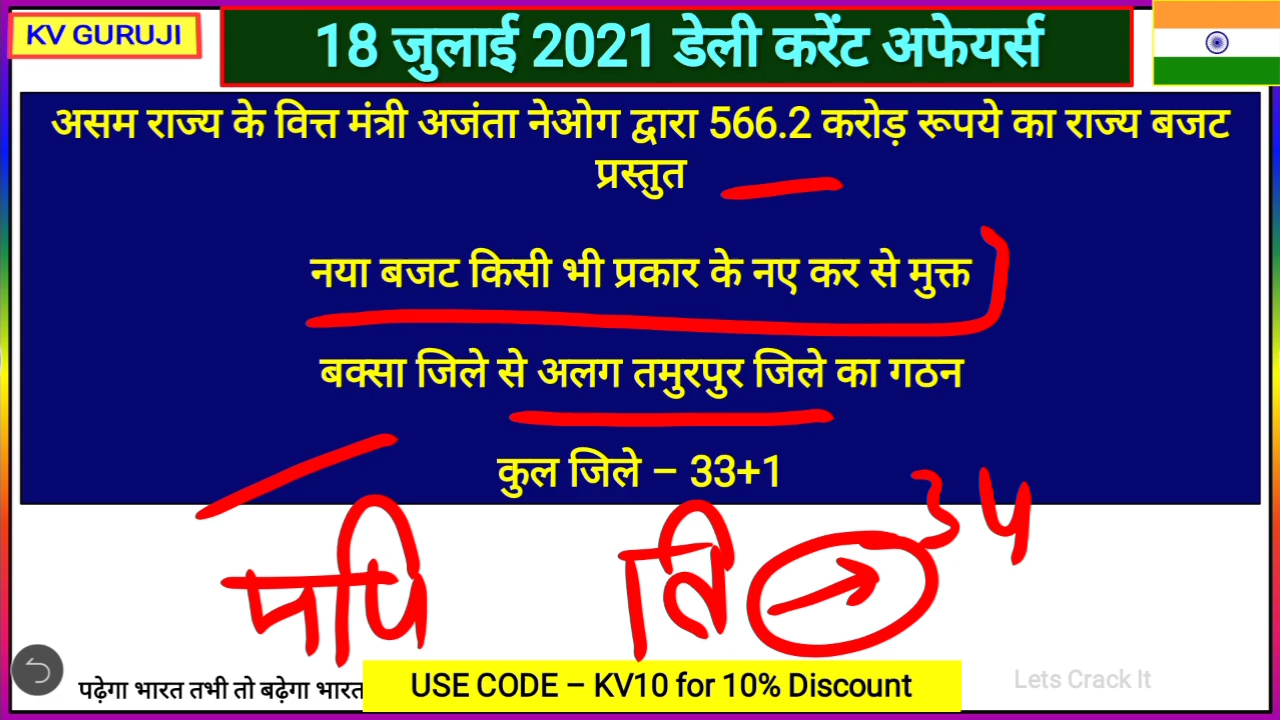 KV GURUJI
18 जुलाई 2021 डेली करेंट अफेयर्स
असम राज्य के वित्त मंत्री अजंता नेओग द्वारा 566.2 करोड़ रूपये का राज्य बजट
प्रस्तुत
नया बजट किसी भी प्रकार के नए कर से मुक्त
बक्सा जिले से अलग तमुरपुर जिले का गठन
कुल जिले – 33+1
34
पढ़ेगा भारत तभी तो बढ़ेगा भारत
USE CODE – KV10 for 10% Discount
Lets Crack It